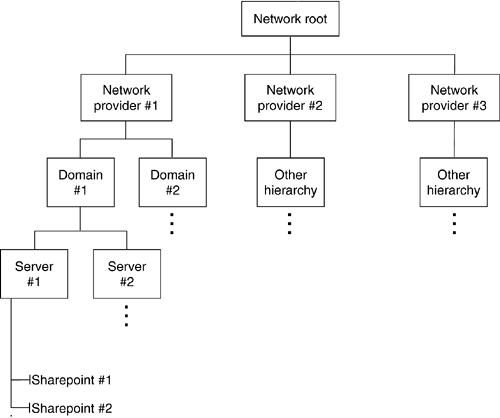 Network root
Network
provider #1
Network
provider #2
Network
provider #3
Domain
#1
Domain
#2
Other
hierarchy
Other
hierarchy
Server
#1
Server
#2
Sharepoint #1
Sharepoint #2